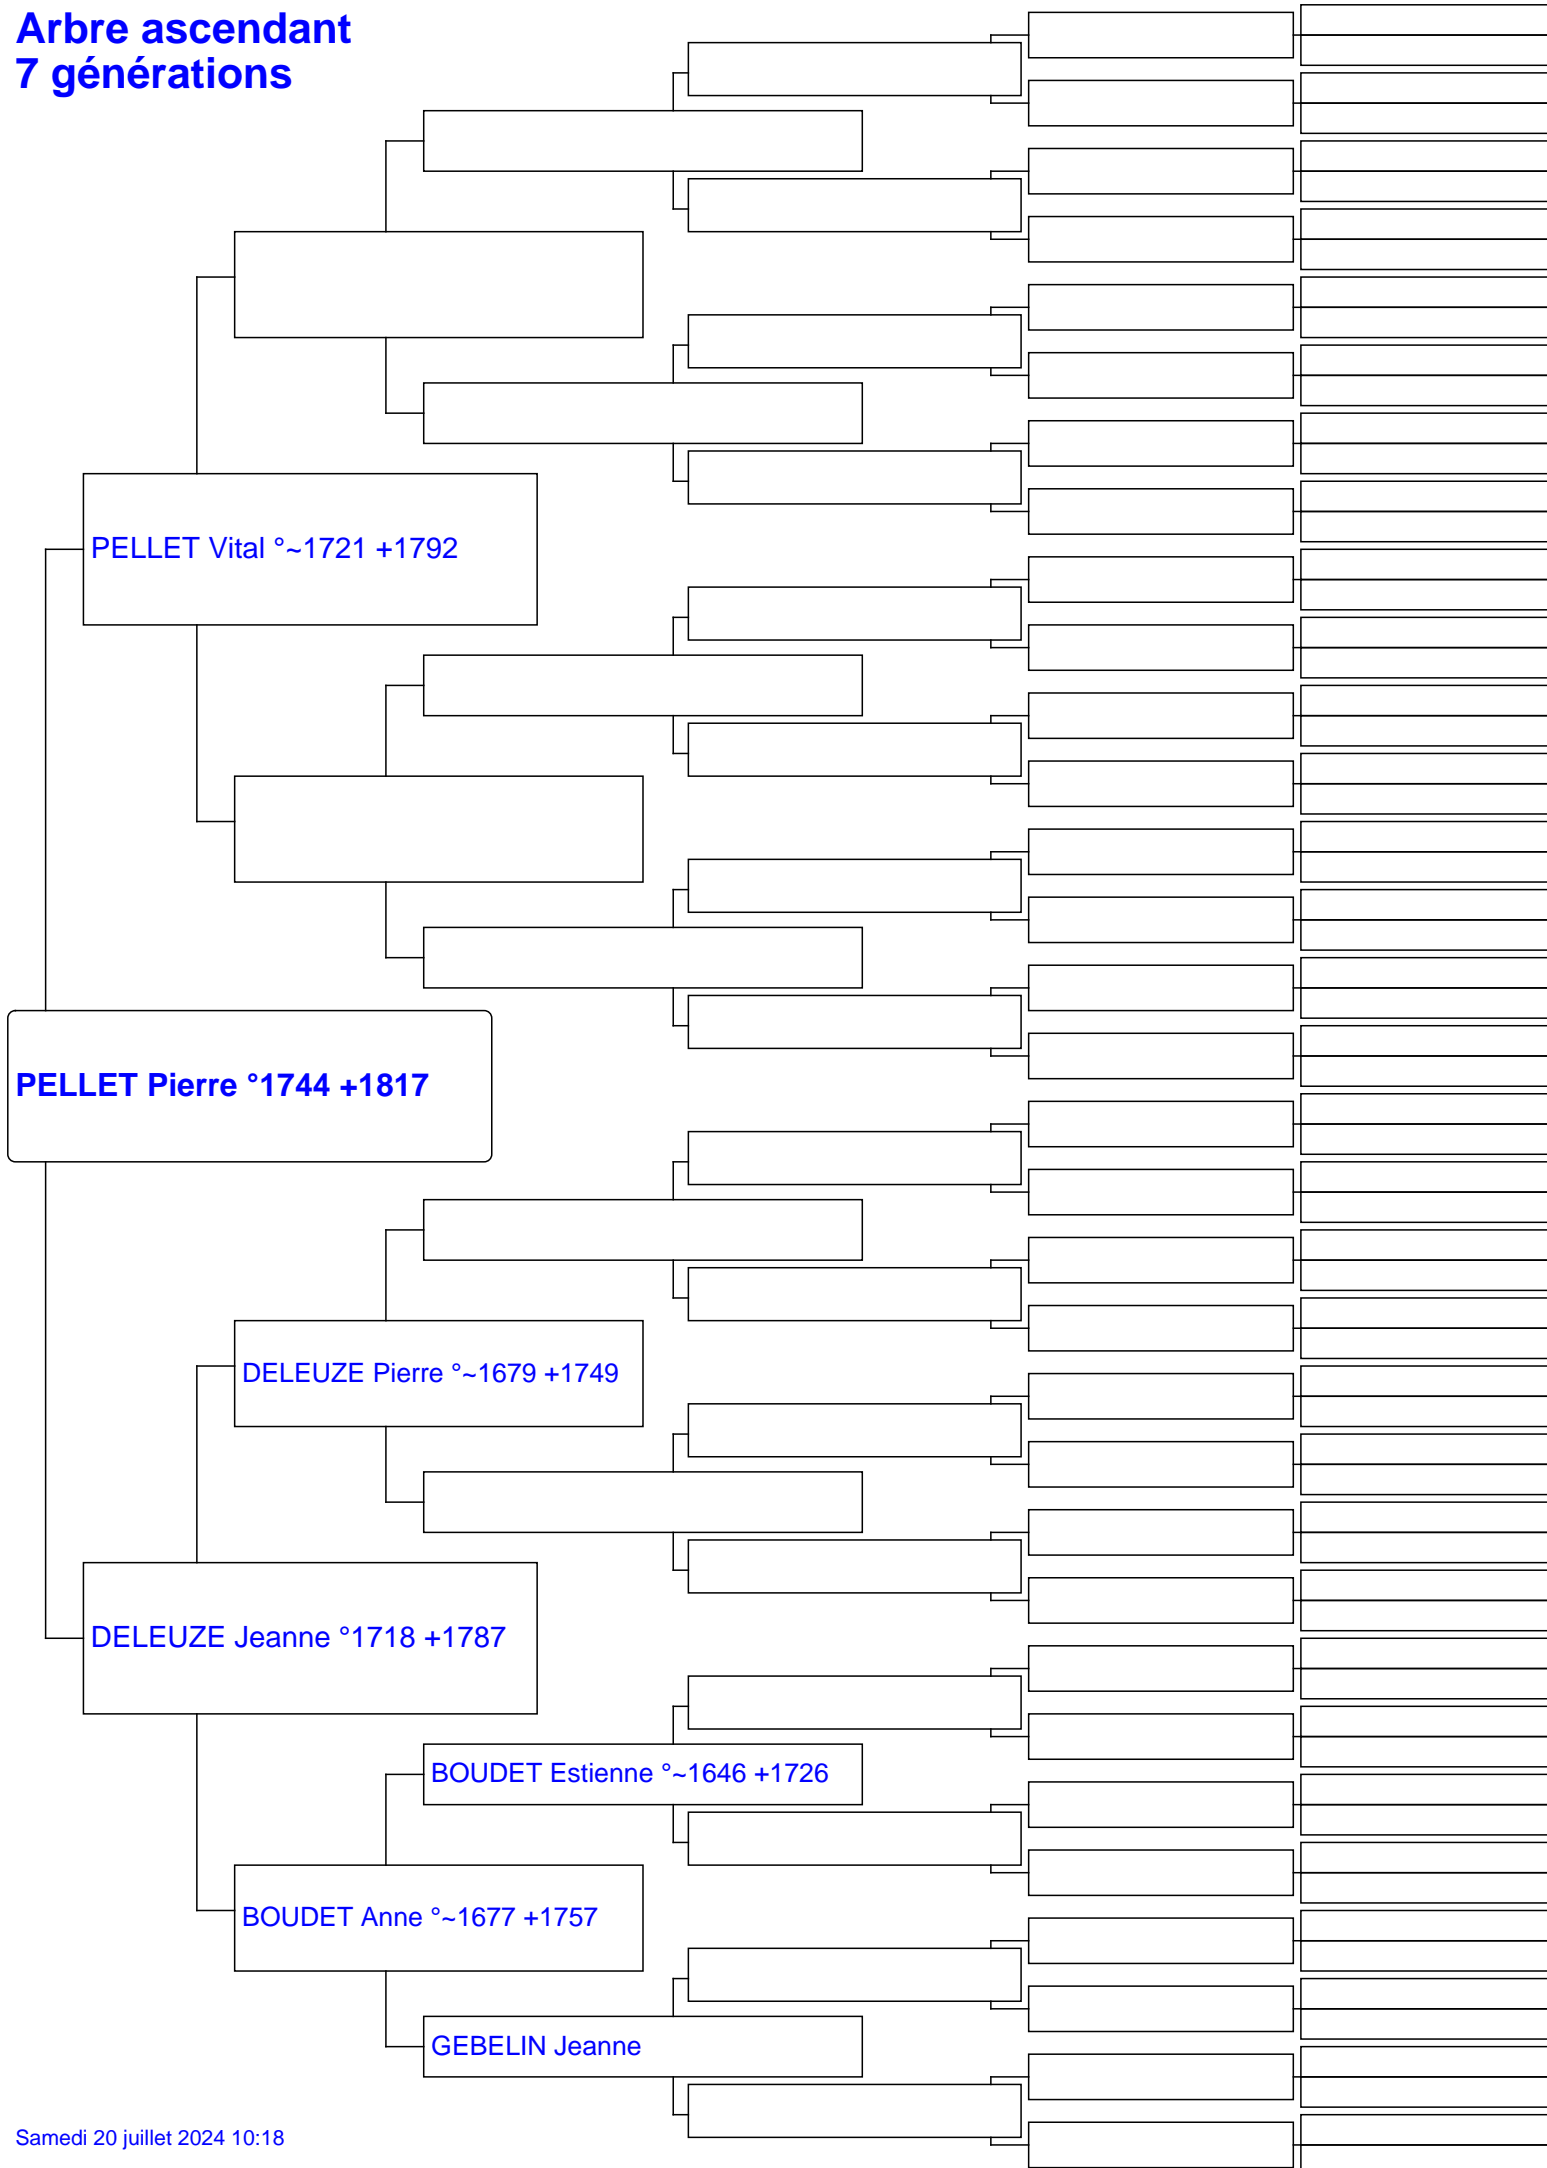 Arbre ascendant
7 générations
PELLET Vital °~1721 +1792
PELLET Pierre °1744 +1817
DELEUZE Pierre °~1679 +1749
DELEUZE Jeanne °1718 +1787
BOUDET Estienne °~1646 +1726
BOUDET Anne °~1677 +1757
GEBELIN Jeanne
Samedi 20 juillet 2024 10:18